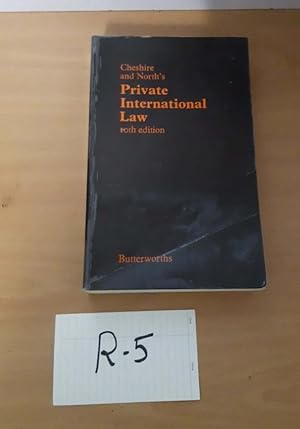 Cheshire
and North's
Private
International
Law
10th edition
Butterworths
R-5